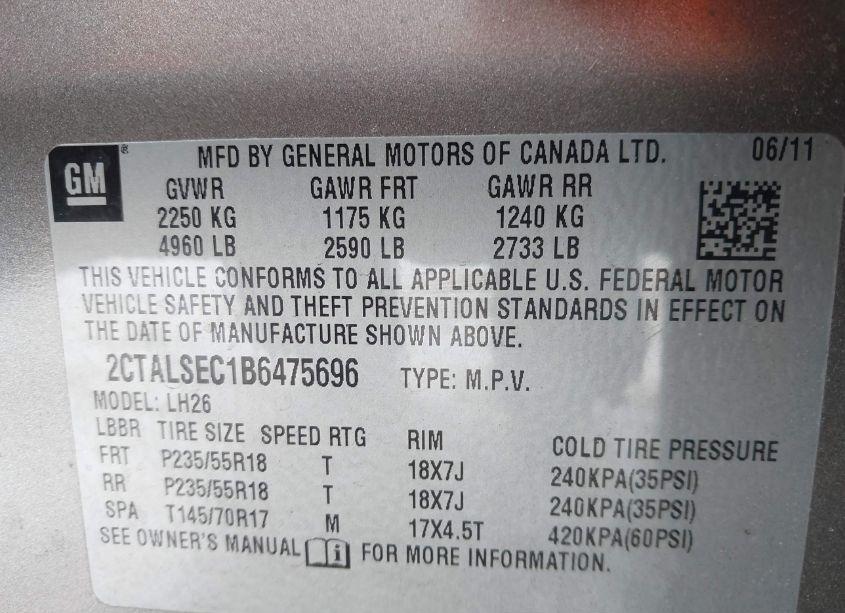 GM ® MFD BY GENERAL MOTORS OF CANADA LTD. 06/11
GVWR GAWR FRT GAWR RR
2250 KG 1175 KG 1240 KG
4960 LB 2590 LB 2733 LB
THIS VEHICLE CONFORMS TO ALL APPLICABLE U.S. FEDERAL MOTOR
VEHICLE SAFETY AND THEFT PREVENTION STANDARDS IN EFFECT ON
THE DATE OF MANUFACTURE SHOWN ABOVE.
2CTALSEC1B6475696 TYPE: M.P.V.
MODEL: LH26
LBBR TIRE SIZE SPEED RTG RIM COLD TIRE PRESSURE
FRT P235/55R18 T 18X7J 240KPA(35PSI)
RR P235/55R18 T 18X7J 240KPA(35PSI)
SPA T145/70R17 M 17X4.5T 420KPA(60PSI)
SEE OWNER'S MANUAL i FOR MORE INFORMATION.